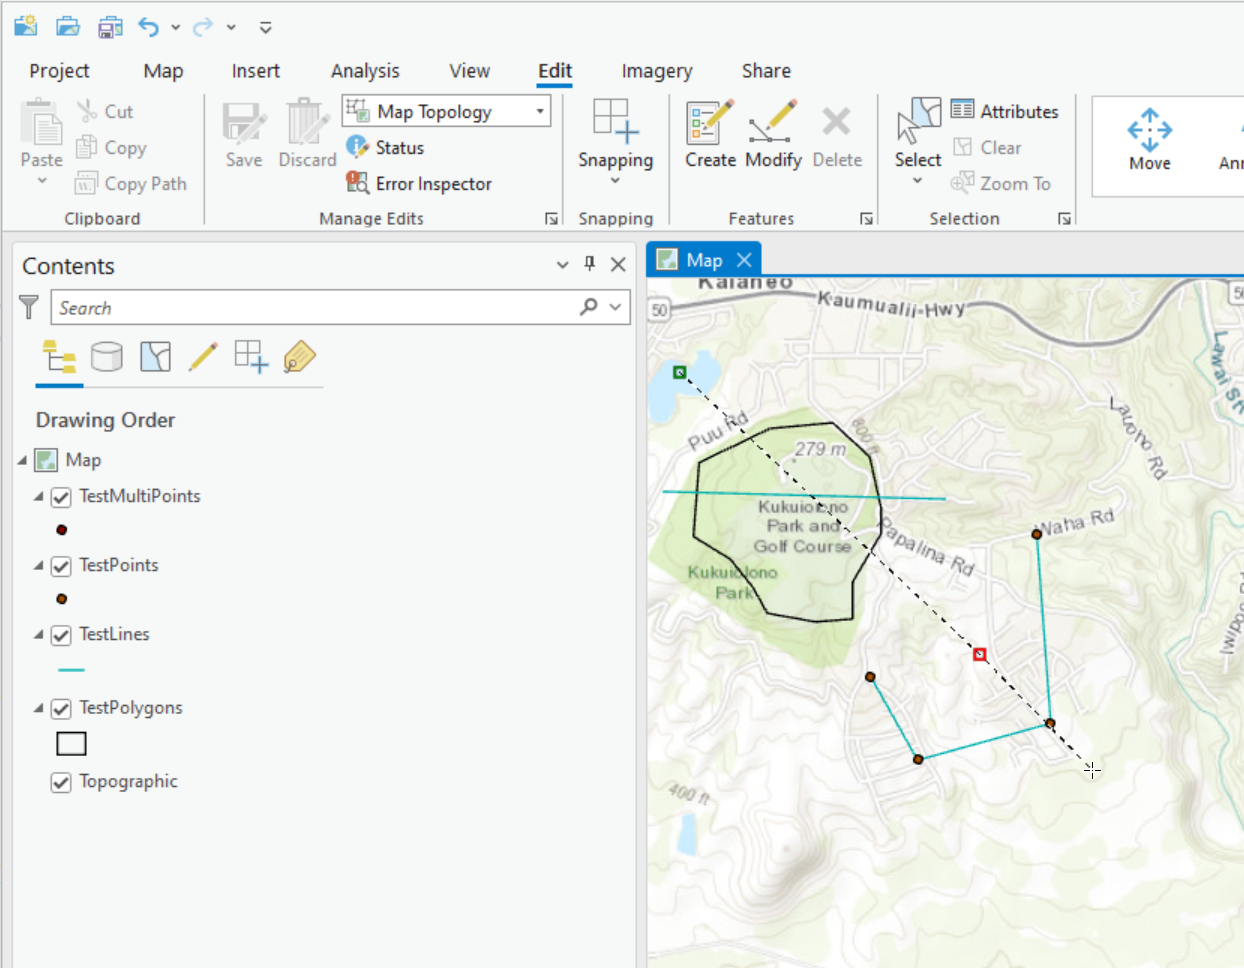 Project Map Insert Analysis View Edit Imagery Share
Paste
Cut
Copy
Copy Path
Clipboard
Save
Discard
Map Topology
Status
Error Inspector
Manage Edits
Snapping
Snapping
Create
Modify
Delete
Features
Select
Attributes
Clear
Zoom To
Selection
Move
Contents
Search
Drawing Order
Map
TestMultiPoints
TestPoints
TestLines
TestPolygons
Topographic
Map
Kalaheo
50
Kaumualii-Hwy
Puu Rd
800 ft
279 m
Kukuiolono
Park and
Golf Course
Kukuiolono
Park
Papalina-Rd
Waha Rd
Lauoho Rd
Lawai St
400 ft